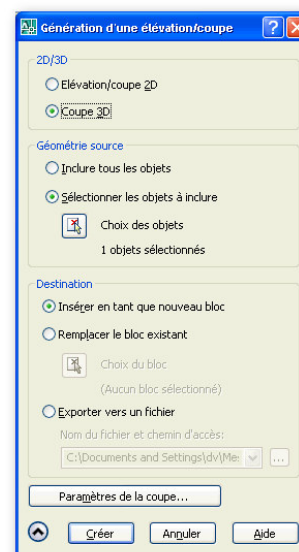 Génération d'une élévation/coupe
2D/3D
Elévation/coupe 2D
Coupe 3D
Géométrie source
Inclure tous les objets
Sélectionner les objets à inclure
Choix des objets
1 objets sélectionnés
Destination
Insérer en tant que nouveau bloc
Remplacer le bloc existant
Choix du bloc
(Aucun bloc sélectionné)
Exporter vers un fichier
Nom du fichier et chemin d'accès:
C:\Documents and Settings\dv\Me
...
Paramètres de la coupe...
Créer Annuler Aide